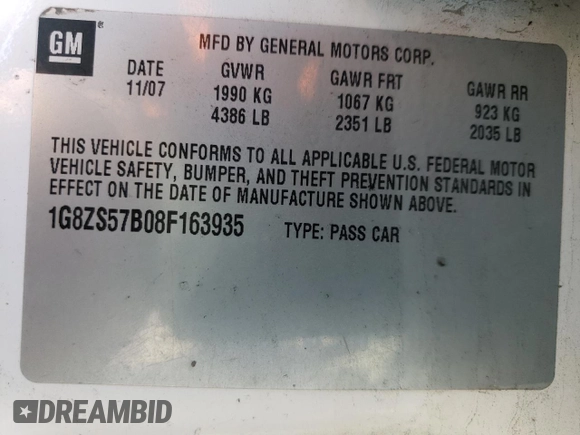 GM
MFD BY GENERAL MOTORS CORP.
DATE GVWR GAWR FRT GAWR RR
11/07 1990 KG 1067 KG 923 KG
4386 LB 2351 LB 2035 LB
THIS VEHICLE CONFORMS TO ALL APPLICABLE U.S. FEDERAL MOTOR
VEHICLE SAFETY, BUMPER, AND THEFT PREVENTION STANDARDS IN
EFFECT ON THE DATE OF MANUFACTURE SHOWN ABOVE.
1G8ZS57B08F163935 TYPE: PASS CAR
DREAMBID